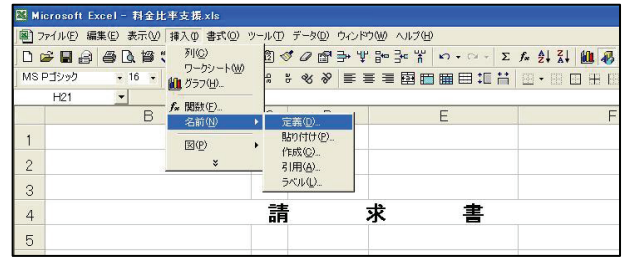 Microsoft Excel - 料金比率支援.xls
ファイル(F) 編集(E) 表示(V) 挿入(I) 書式(O) ツール(T) データ(D) ウィンドウ(W) ヘルプ(H)
列(C)
ワークシート(W)
グラフ(H)...
MS Pゴシック 16
H21
関数(F)...
名前(N) 定義(D)...
貼り付け(P)...
図(P)
作成(C)...
引用(A)...
ラベル(L)...
B E F
1
2
3
4 請 求 書
5